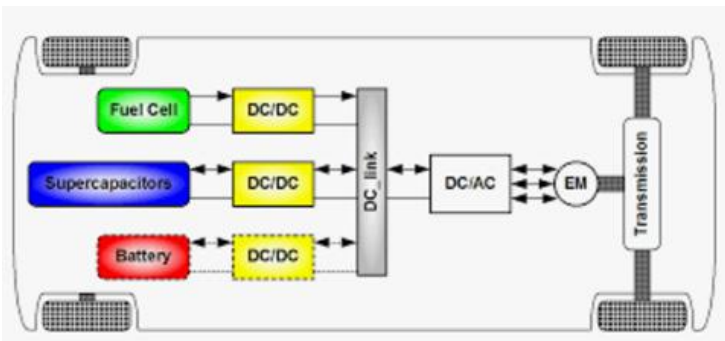 Fuel Cell
DC/DC
Supercapacitors
DC/DC
Battery
DC/DC
DC_link
DC/AC
EM
Transmission